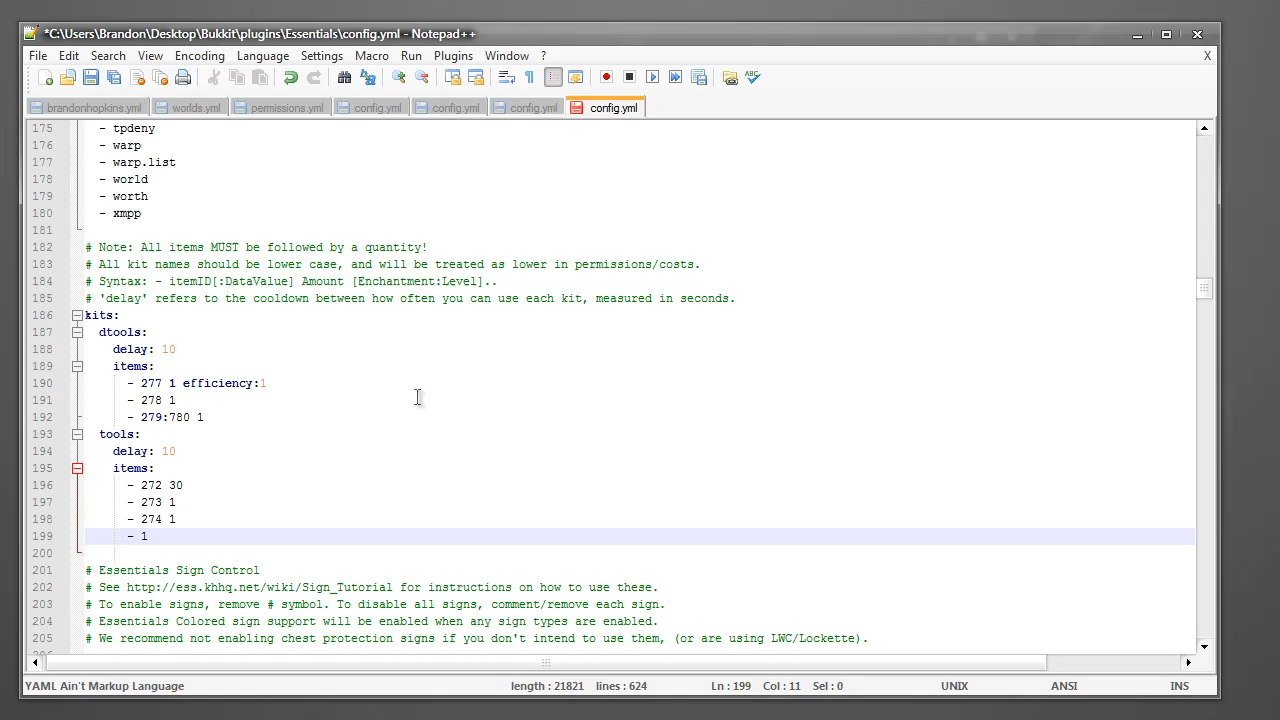 *C:\Users\Brandon\Desktop\Bukkit\plugins\Essentials\config.yml - Notepad++
File Edit Search View Encoding Language Settings Macro Run Plugins Window ? X
brandonhopkins.yml worlds.yml permissions.yml config.yml config.yml config.yml config.yml
175 - tpdeny
176 - warp
177 - warp.list
178 - world
179 - worth
180 - xmpp
181
182 # Note: All items MUST be followed by a quantity!
183 # All kit names should be lower case, and will be treated as lower in permissions/costs.
184 # Syntax: - itemID[:DataValue] Amount [Enchantment:Level]..
185 # 'delay' refers to the cooldown between how often you can use each kit, measured in seconds.
186 kits:
187 dtools:
188 delay: 10
189 items:
190 - 277 1 efficiency:1
191 - 278 1
192 - 279:780 1
193 tools:
194 delay: 10
195 items:
196 - 272 30
197 - 273 1
198 - 274 1
199 - 1
200
201 # Essentials Sign Control
202 # See http://ess.khhq.net/wiki/Sign_Tutorial for instructions on how to use these.
203 # To enable signs, remove # symbol. To disable all signs, comment/remove each sign.
204 # Essentials Colored sign support will be enabled when any sign types are enabled.
205 # We recommend not enabling chest protection signs if you don't intend to use them, (or are using LWC/Lockette).
YAML Ain't Markup Language length : 21821 lines : 624 Ln : 199 Col : 11 Sel : 0 UNIX ANSI INS